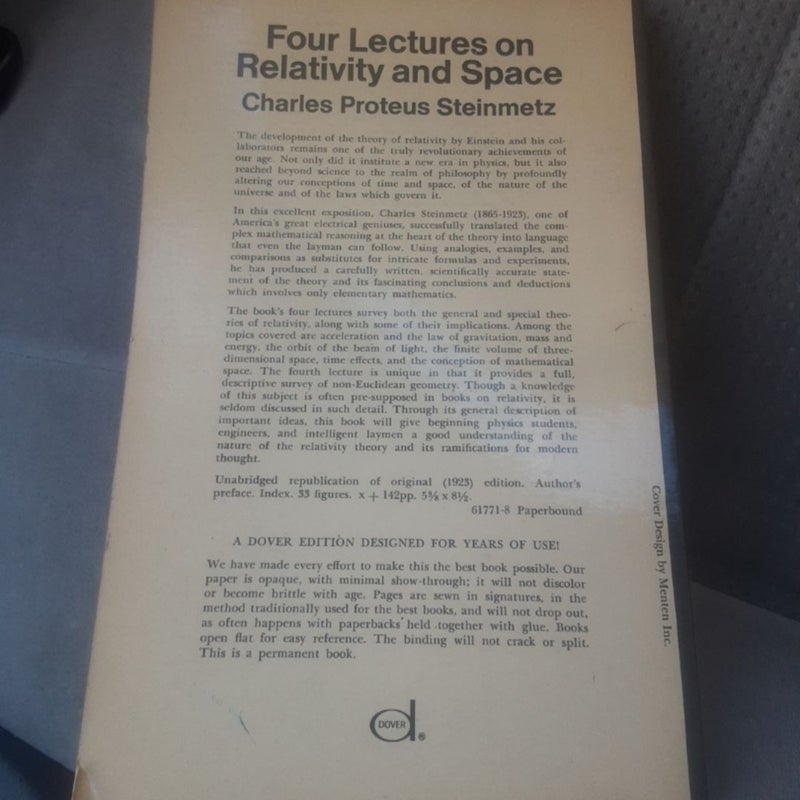 Four Lectures on
Relativity and Space
Charles Proteus Steinmetz
The development of the theory of relativity by Einstein and his col-
laborators remains one of the truly revolutionary achievements of
our age. Not only did it institute a new era in physics, but it also
reached beyond science to the realm of philosophy by profoundly
altering our conceptions of time and space, of the nature of the
universe and of the laws which govern it.
In this excellent exposition, Charles Steinmetz (1865-1923), one of
America's great electrical geniuses, successfully translated the com-
plex mathematical reasoning at the heart of the theory into language
that even the layman can follow. Using analogies, examples, and
comparisons as substitutes for intricate formulas and experiments,
he has produced a carefully written, scientifically accurate state-
ment of the theory and its fascinating conclusions and deductions
which involves only elementary mathematics.
The book's four lectures survey both the general and special theo-
ries of relativity, along with some of their implications. Among the
topics covered are acceleration and the law of gravitation, mass and
energy, the orbit of the beam of light, the finite volume of three-
dimensional space, time effects, and the conception of mathematical
space. The fourth lecture is unique in that it provides a full,
descriptive survey of non-Euclidean geometry. Though a knowledge
of this subject is often pre-supposed in books on relativity, it is
seldom discussed in such detail. Through its general description of
important ideas, this book will give beginning physics students,
engineers, and intelligent laymen a good understanding of the
nature of the relativity theory and its ramifications for modern
thought.
Unabridged republication of original (1923) edition. Author's
preface. Index. 33 figures. x + 142pp. 5⅜ x 8½.
61771-8 Paperbound
A DOVER EDITION DESIGNED FOR YEARS OF USE!
We have made every effort to make this the best book possible. Our
paper is opaque, with minimal show-through; it will not discolor
or become brittle with age. Pages are sewn in signatures, in the
method traditionally used for the best books, and will not drop out,
as often happens with paperbacks held together with glue. Books
open flat for easy reference. The binding will not crack or split.
This is a permanent book.
d
DOVER
®
Cover Design by Menten Inc.